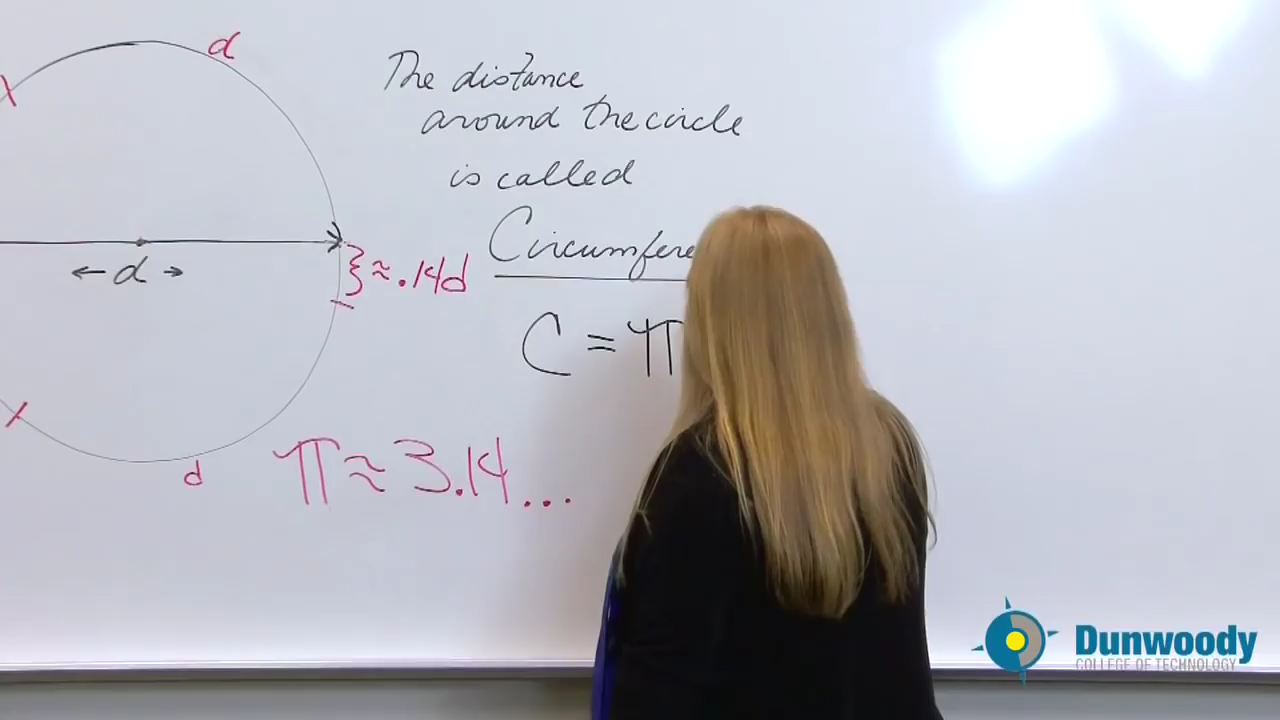 d
The distance
around the circle
is called
Circumfere
← d →
} ≈ .14d
C = π
π ≈ 3.14...
d
Dunwoody
COLLEGE OF TECHNOLOGY